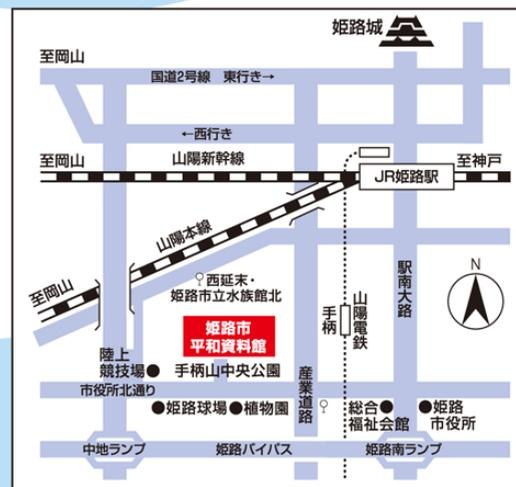 姫路城
至岡山
国道2号線 東行き→
←西行き
至岡山
山陽新幹線
JR姫路駅
至神戸
山陽本線
至岡山
西延末・
姫路市立水族館北
姫路市
平和資料館
手柄山中央公園
手柄
山陽電鉄
駅南大路
N
産業道路
陸上
競技場
市役所北通り
姫路球場
植物園
総合
福祉会館
姫路
市役所
中地ランプ
姫路バイパス
姫路南ランプ